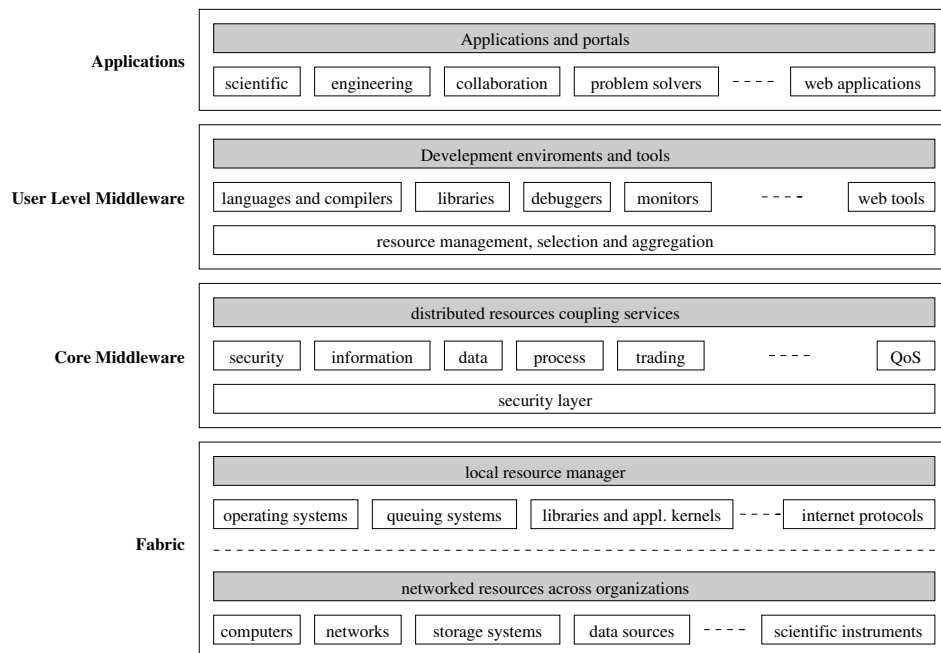 Applications and portals
Applications
scientific engineering collaboration problem solvers web applications
Develepment enviroments and tools
User Level Middleware
languages and compilers libraries debuggers monitors web tools
resource management, selection and aggregation
distributed resources coupling services
Core Middleware
security information data process trading QoS
security layer
local resource manager
operating systems queuing systems libraries and appl. kernels internet protocols
Fabric
networked resources across organizations
computers networks storage systems data sources scientific instruments